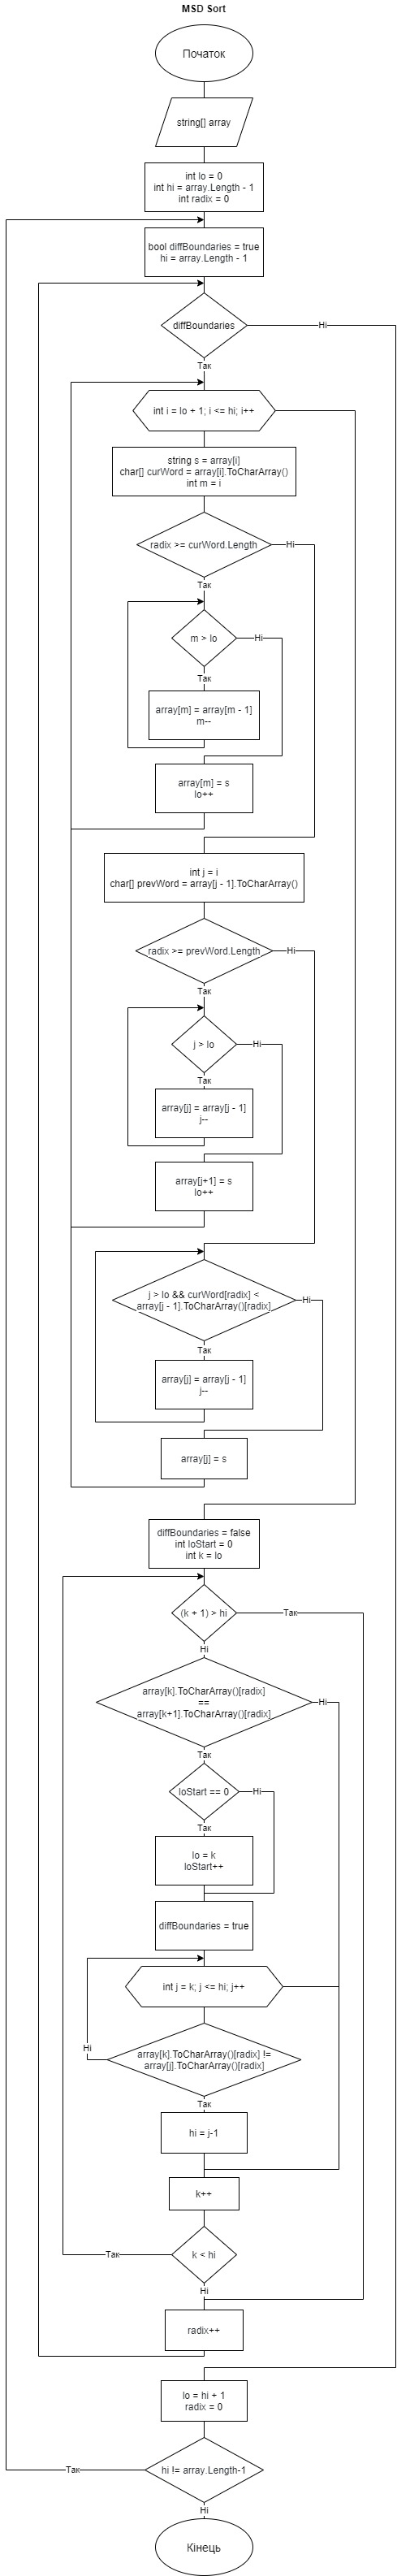 MSD Sort
Початок
string[] array
int lo = 0
int hi = array.Length - 1
int radix = 0
bool diffBoundaries = true
hi = array.Length - 1
diffBoundaries
Ні
Так
int i = lo + 1; i <= hi; i++
string s = array[i]
char[] curWord = array[i].ToCharArray()
int m = i
radix >= curWord.Length
Ні
Так
m > lo
Ні
Так
array[m] = array[m - 1]
m--
array[m] = s
lo++
int j = i
char[] prevWord = array[j - 1].ToCharArray()
radix >= prevWord.Length
Ні
Так
j > lo
Ні
Так
array[j] = array[j - 1]
j--
array[j+1] = s
lo++
j > lo && curWord[radix] <
array[j - 1].ToCharArray()[radix]
Ні
Так
array[j] = array[j - 1]
j--
array[j] = s
diffBoundaries = false
int loStart = 0
int k = lo
(k + 1) > hi
Так
Ні
array[k].ToCharArray()[radix]
==
array[k+1].ToCharArray()[radix]
Ні
Так
loStart == 0
Ні
Так
lo = k
loStart++
diffBoundaries = true
int j = k; j <= hi; j++
array[k].ToCharArray()[radix] !=
array[j].ToCharArray()[radix]
Ні
Так
hi = j-1
k++
k < hi
Так
Ні
radix++
lo = hi + 1
radix = 0
hi != array.Length-1
Так
Ні
Кінець